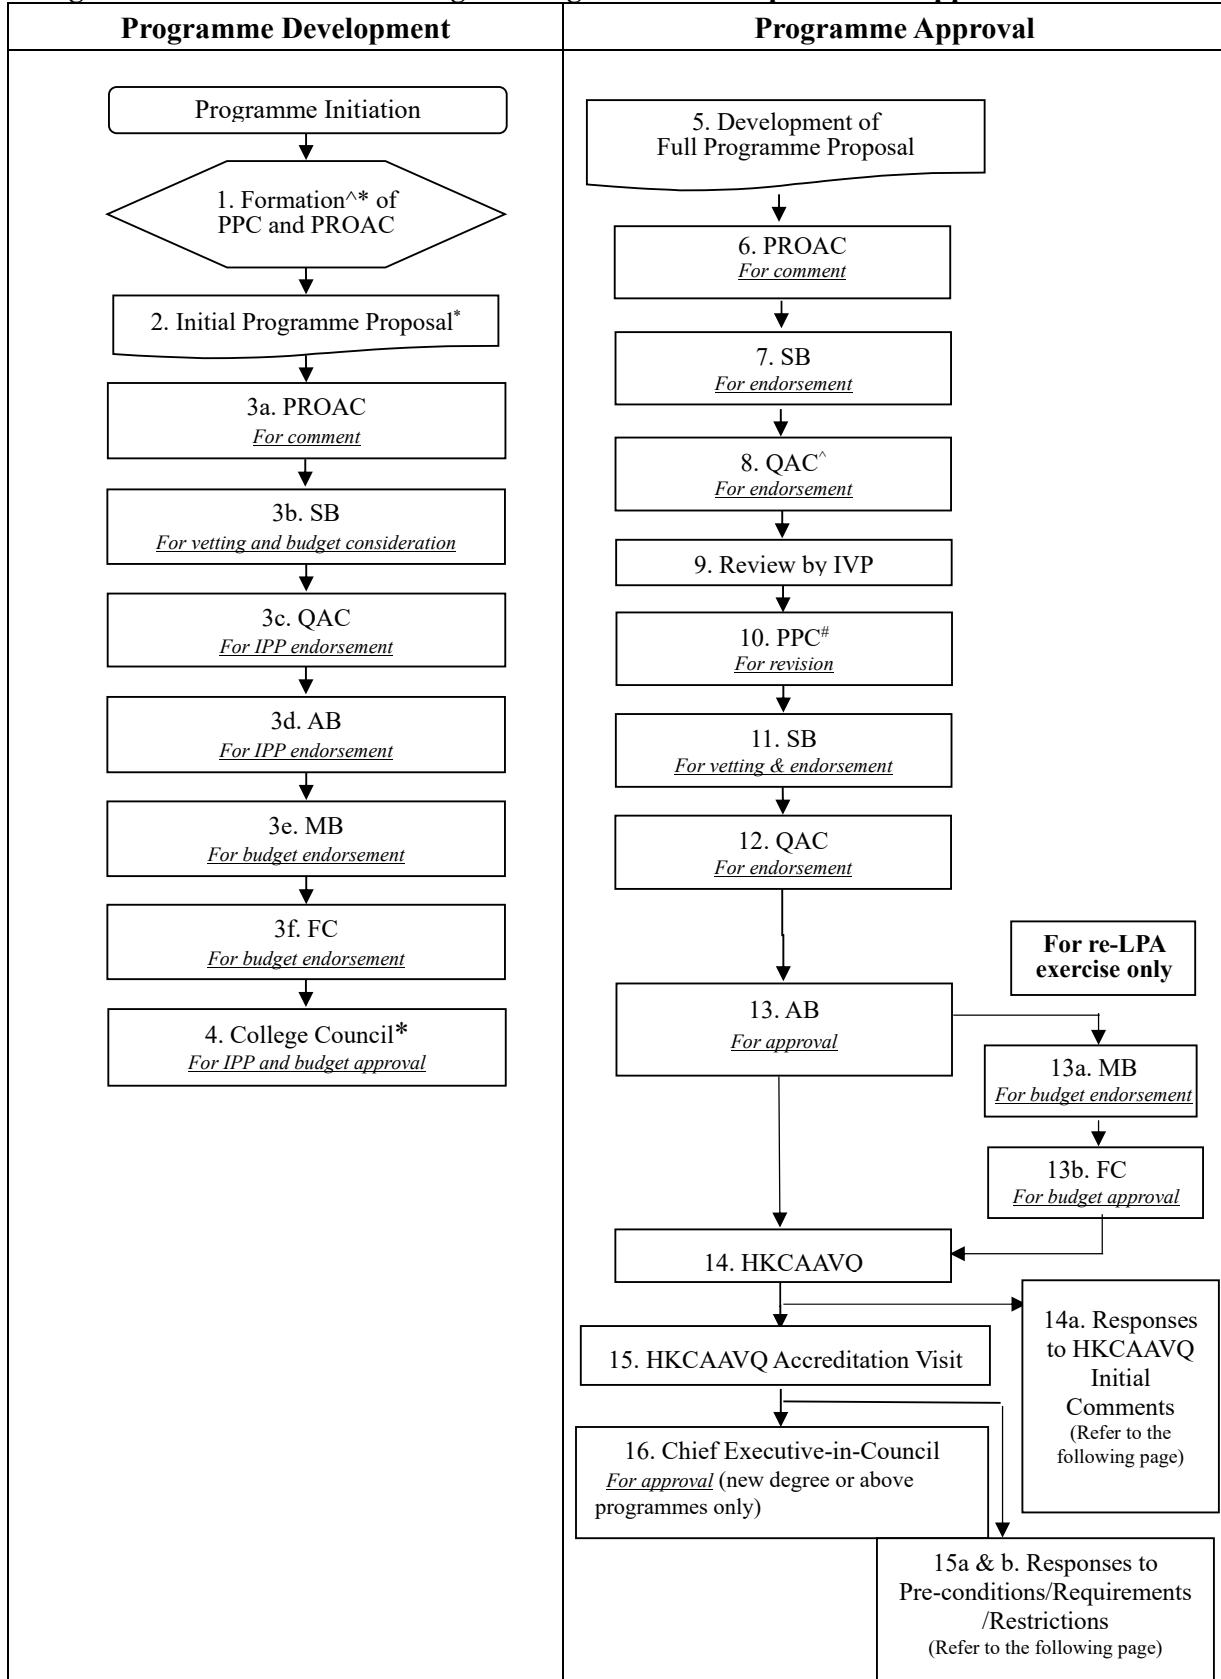 Programme Development
Programme Approval
Programme Initiation
1. Formation^* of
PPC and PROAC
2. Initial Programme Proposal*
3a. PROAC
For comment
3b. SB
For vetting and budget consideration
3c. QAC
For IPP endorsement
3d. AB
For IPP endorsement
3e. MB
For budget endorsement
3f. FC
For budget endorsement
4. College Council*
For IPP and budget approval
5. Development of
Full Programme Proposal
6. PROAC
For comment
7. SB
For endorsement
8. QAC^
For endorsement
9. Review by IVP
10. PPC#
For revision
11. SB
For vetting & endorsement
12. QAC
For endorsement
For re-LPA
exercise only
13. AB
For approval
13a. MB
For budget endorsement
13b. FC
For budget approval
14. HKCAAVQ
14a. Responses
to HKCAAVQ
Initial
Comments
(Refer to the
following page)
15. HKCAAVQ Accreditation Visit
16. Chief Executive-in-Council
For approval (new degree or above
programmes only)
15a & b. Responses to
Pre-conditions/Requirements
/Restrictions
(Refer to the following page)